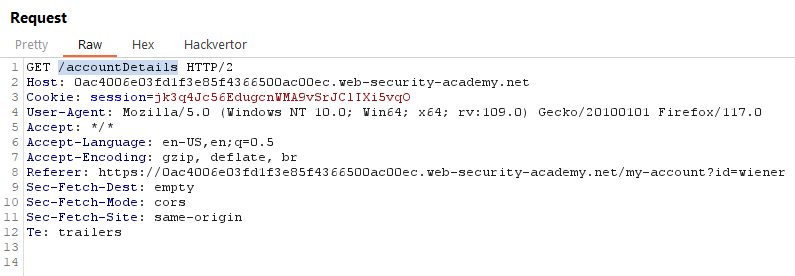 Request
Pretty Raw Hex Hackvertor
1 GET /accountDetails HTTP/2
2 Host: 0ac4006e03fd1f3e85f4366500ac00ec.web-security-academy.net
3 Cookie: session=jk3q4Jc56EdugcnWMA9vSrJClIXi5vqO
4 User-Agent: Mozilla/5.0 (Windows NT 10.0; Win64; x64; rv:109.0) Gecko/20100101 Firefox/117.0
5 Accept: */*
6 Accept-Language: en-US,en;q=0.5
7 Accept-Encoding: gzip, deflate, br
8 Referer: https://0ac4006e03fd1f3e85f4366500ac00ec.web-security-academy.net/my-account?id=wiener
9 Sec-Fetch-Dest: empty
10 Sec-Fetch-Mode: cors
11 Sec-Fetch-Site: same-origin
12 Te: trailers
13
14